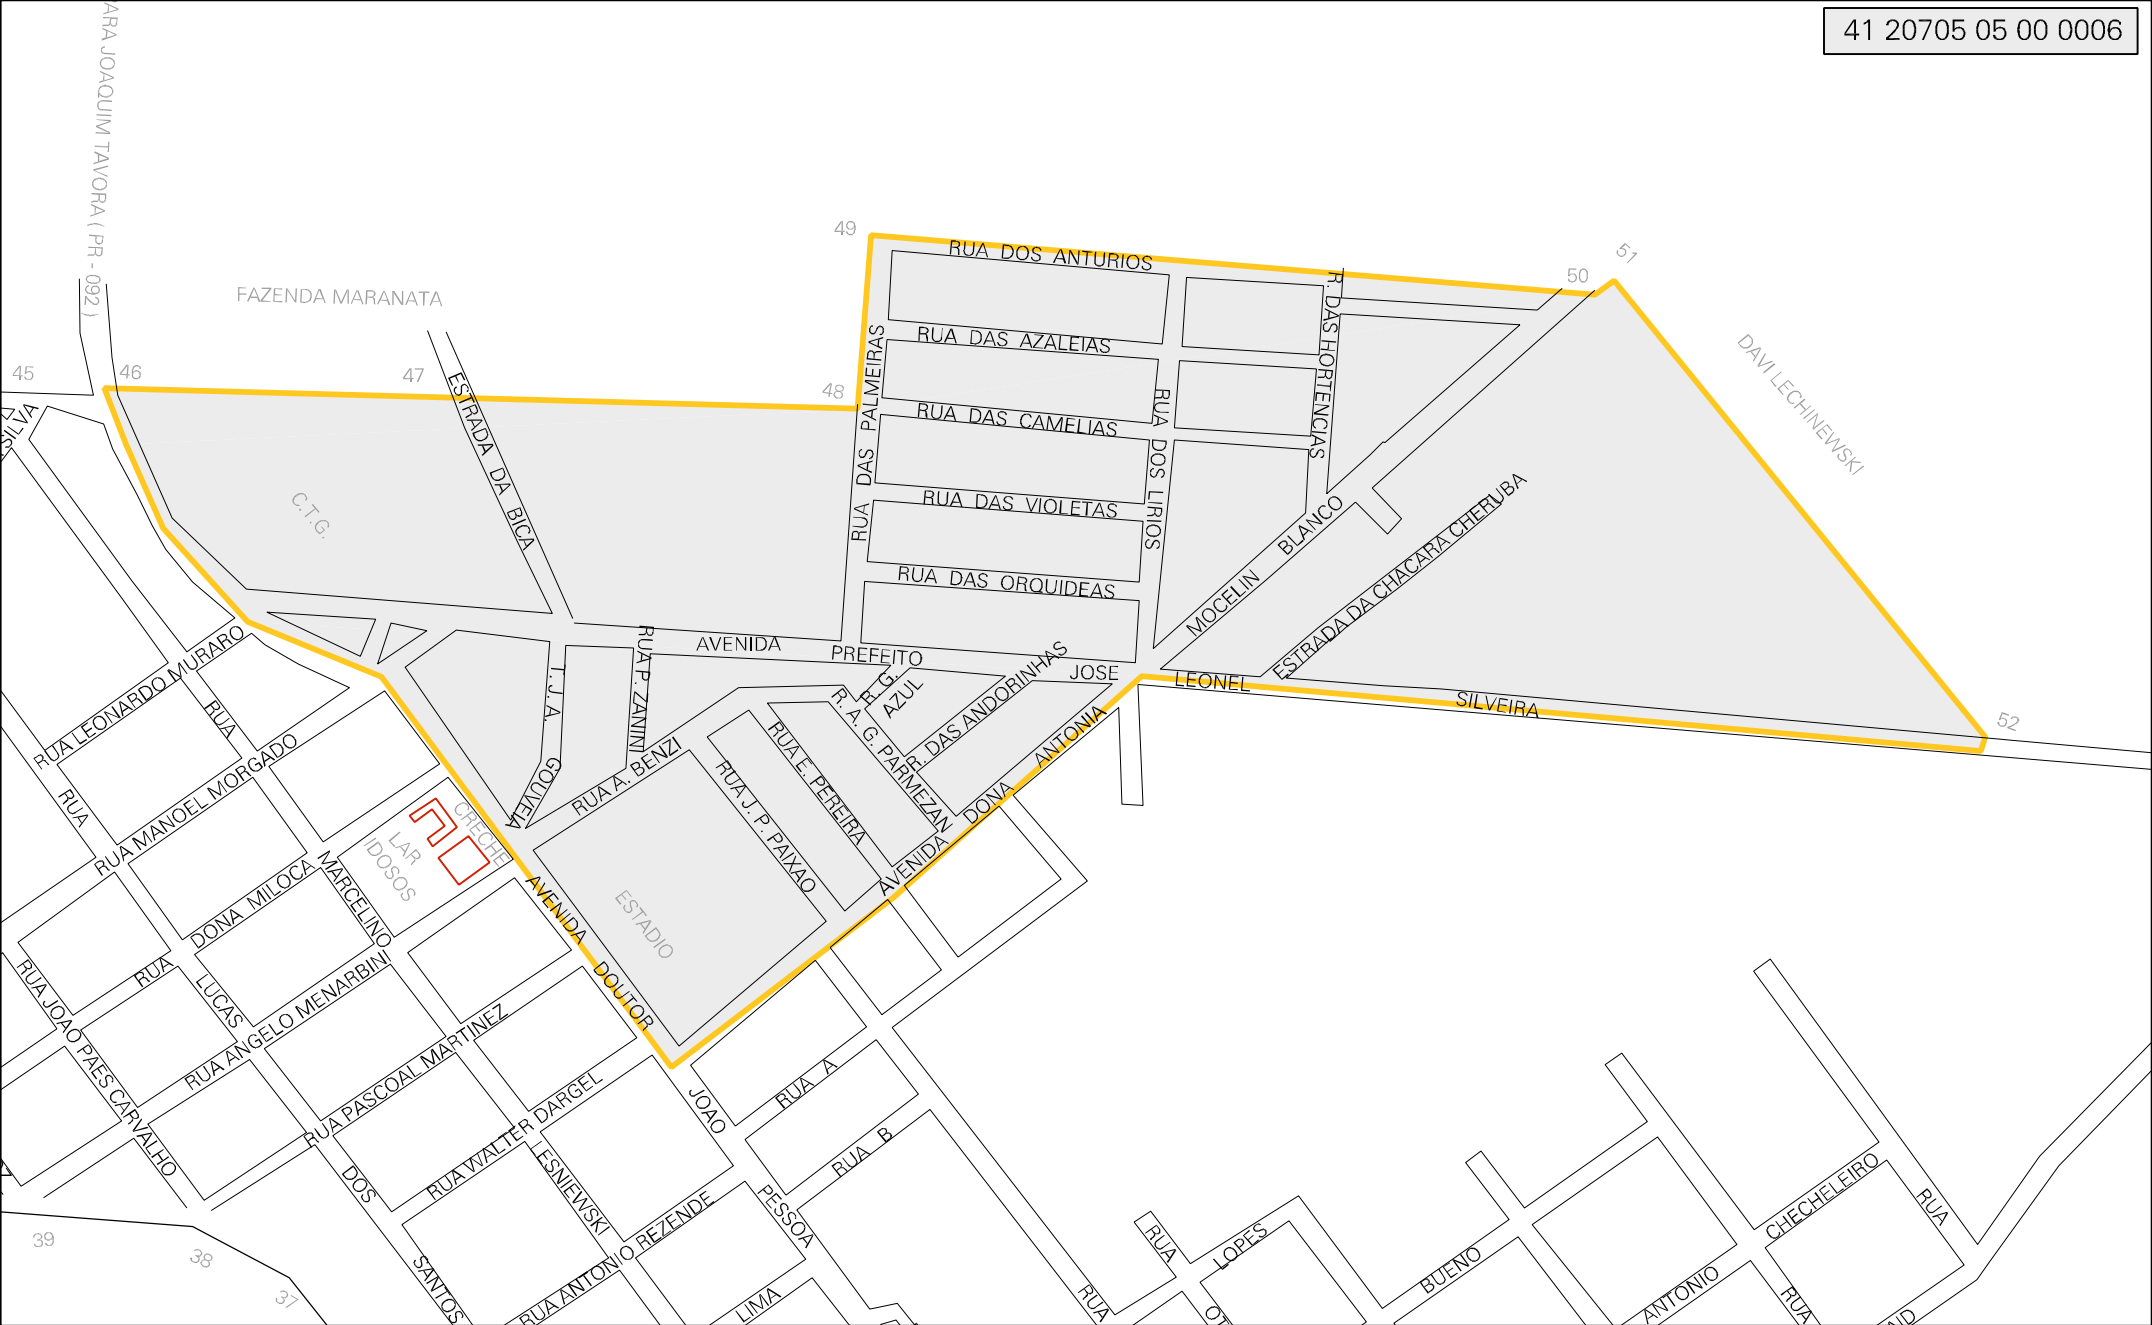 41 20705 05 00 0006
ARA JOAQUIM TAVORA ( PR - 092 )
49
50
51
RUA DOS ANTURIOS
FAZENDA MARANATA
R. DAS HORTENCIAS
RUA DAS AZALEIAS
DAVI LECHINEWSKI
45
46
47
48
ESTRADA DA BICA
RUA DAS PALMEIRAS
RUA DAS CAMELIAS
RUA DOS LIRIOS
SILVA
C.T.G.
RUA DAS VIOLETAS
MOCELIN BLANCO
ESTRADA DA CHACARA CHERUBA
RUA DAS ORQUIDEAS
AVENIDA PREFEITO JOSE LEONEL SILVEIRA
52
RUA LEONARDO MURARO
T. J. A. GOUVEIA
RUA P. ZANINI
R. G. AZUL
R. A. G. PARMEZAN
R. DAS ANDORINHAS
RUA A. BENZI
RUA E. PEREIRA
RUA J. P. PAIXAO
AVENIDA DONA ANTONIA
RUA MANOEL MORGADO
RUA MARCELINO
CRECHE
LAR
IDOSOS
ESTADIO
RUA DONA MILOCA
RUA LUCAS DOS SANTOS
AVENIDA DOUTOR JOAO PESSOA
RUA JOAO PAES CARVALHO
RUA ANGELO MENARBINI
RUA PASCOAL MARTINEZ
RUA WALTER DARGEL
ESNIEWSKI
RUA A
RUA B
RUA ANTONIO REZENDE
LIMA
39
38
37
RUA
RUA
LOPES
OT
BUENO
ANTONIO
CHECHELEIRO
RUA
RUA
AID